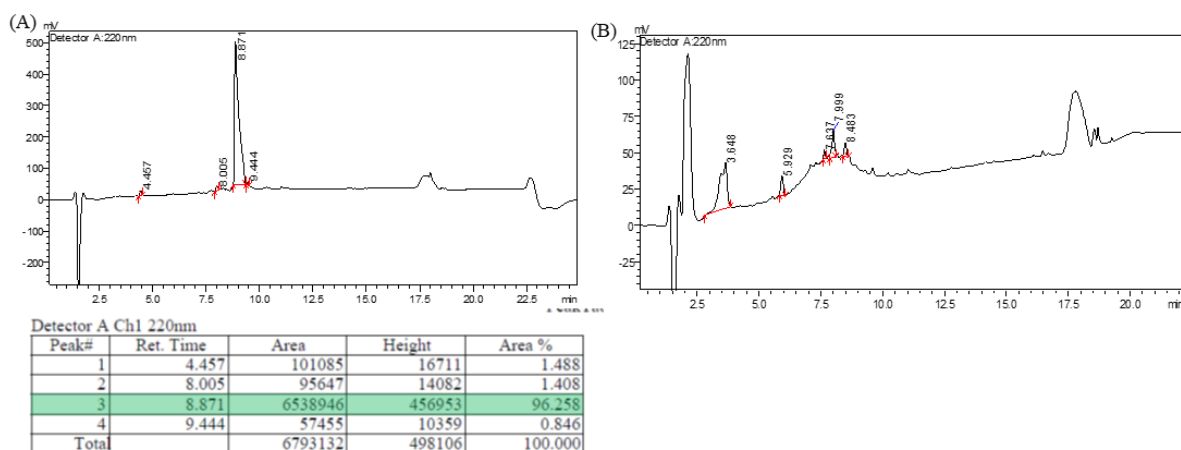 (A)
mV
Detector A:220nm
500
400
300
200
100
0
-100
-200
4.457
8.005
8.871
9.444
2.5 5.0 7.5 10.0 12.5 15.0 17.5 20.0 22.5 min
(B)
mV
Detector A:220nm
125
100
75
50
25
0
-25
3.648
5.929
7.637
7.999
8.483
2.5 5.0 7.5 10.0 12.5 15.0 17.5 20.0
Detector A Ch1 220nm
Peak# Ret. Time Area Height Area %
1 4.457 101085 16711 1.488
2 8.005 95647 14082 1.408
3 8.871 6538946 456953 96.258
4 9.444 57455 10359 0.846
Total 6793132 498106 100.000